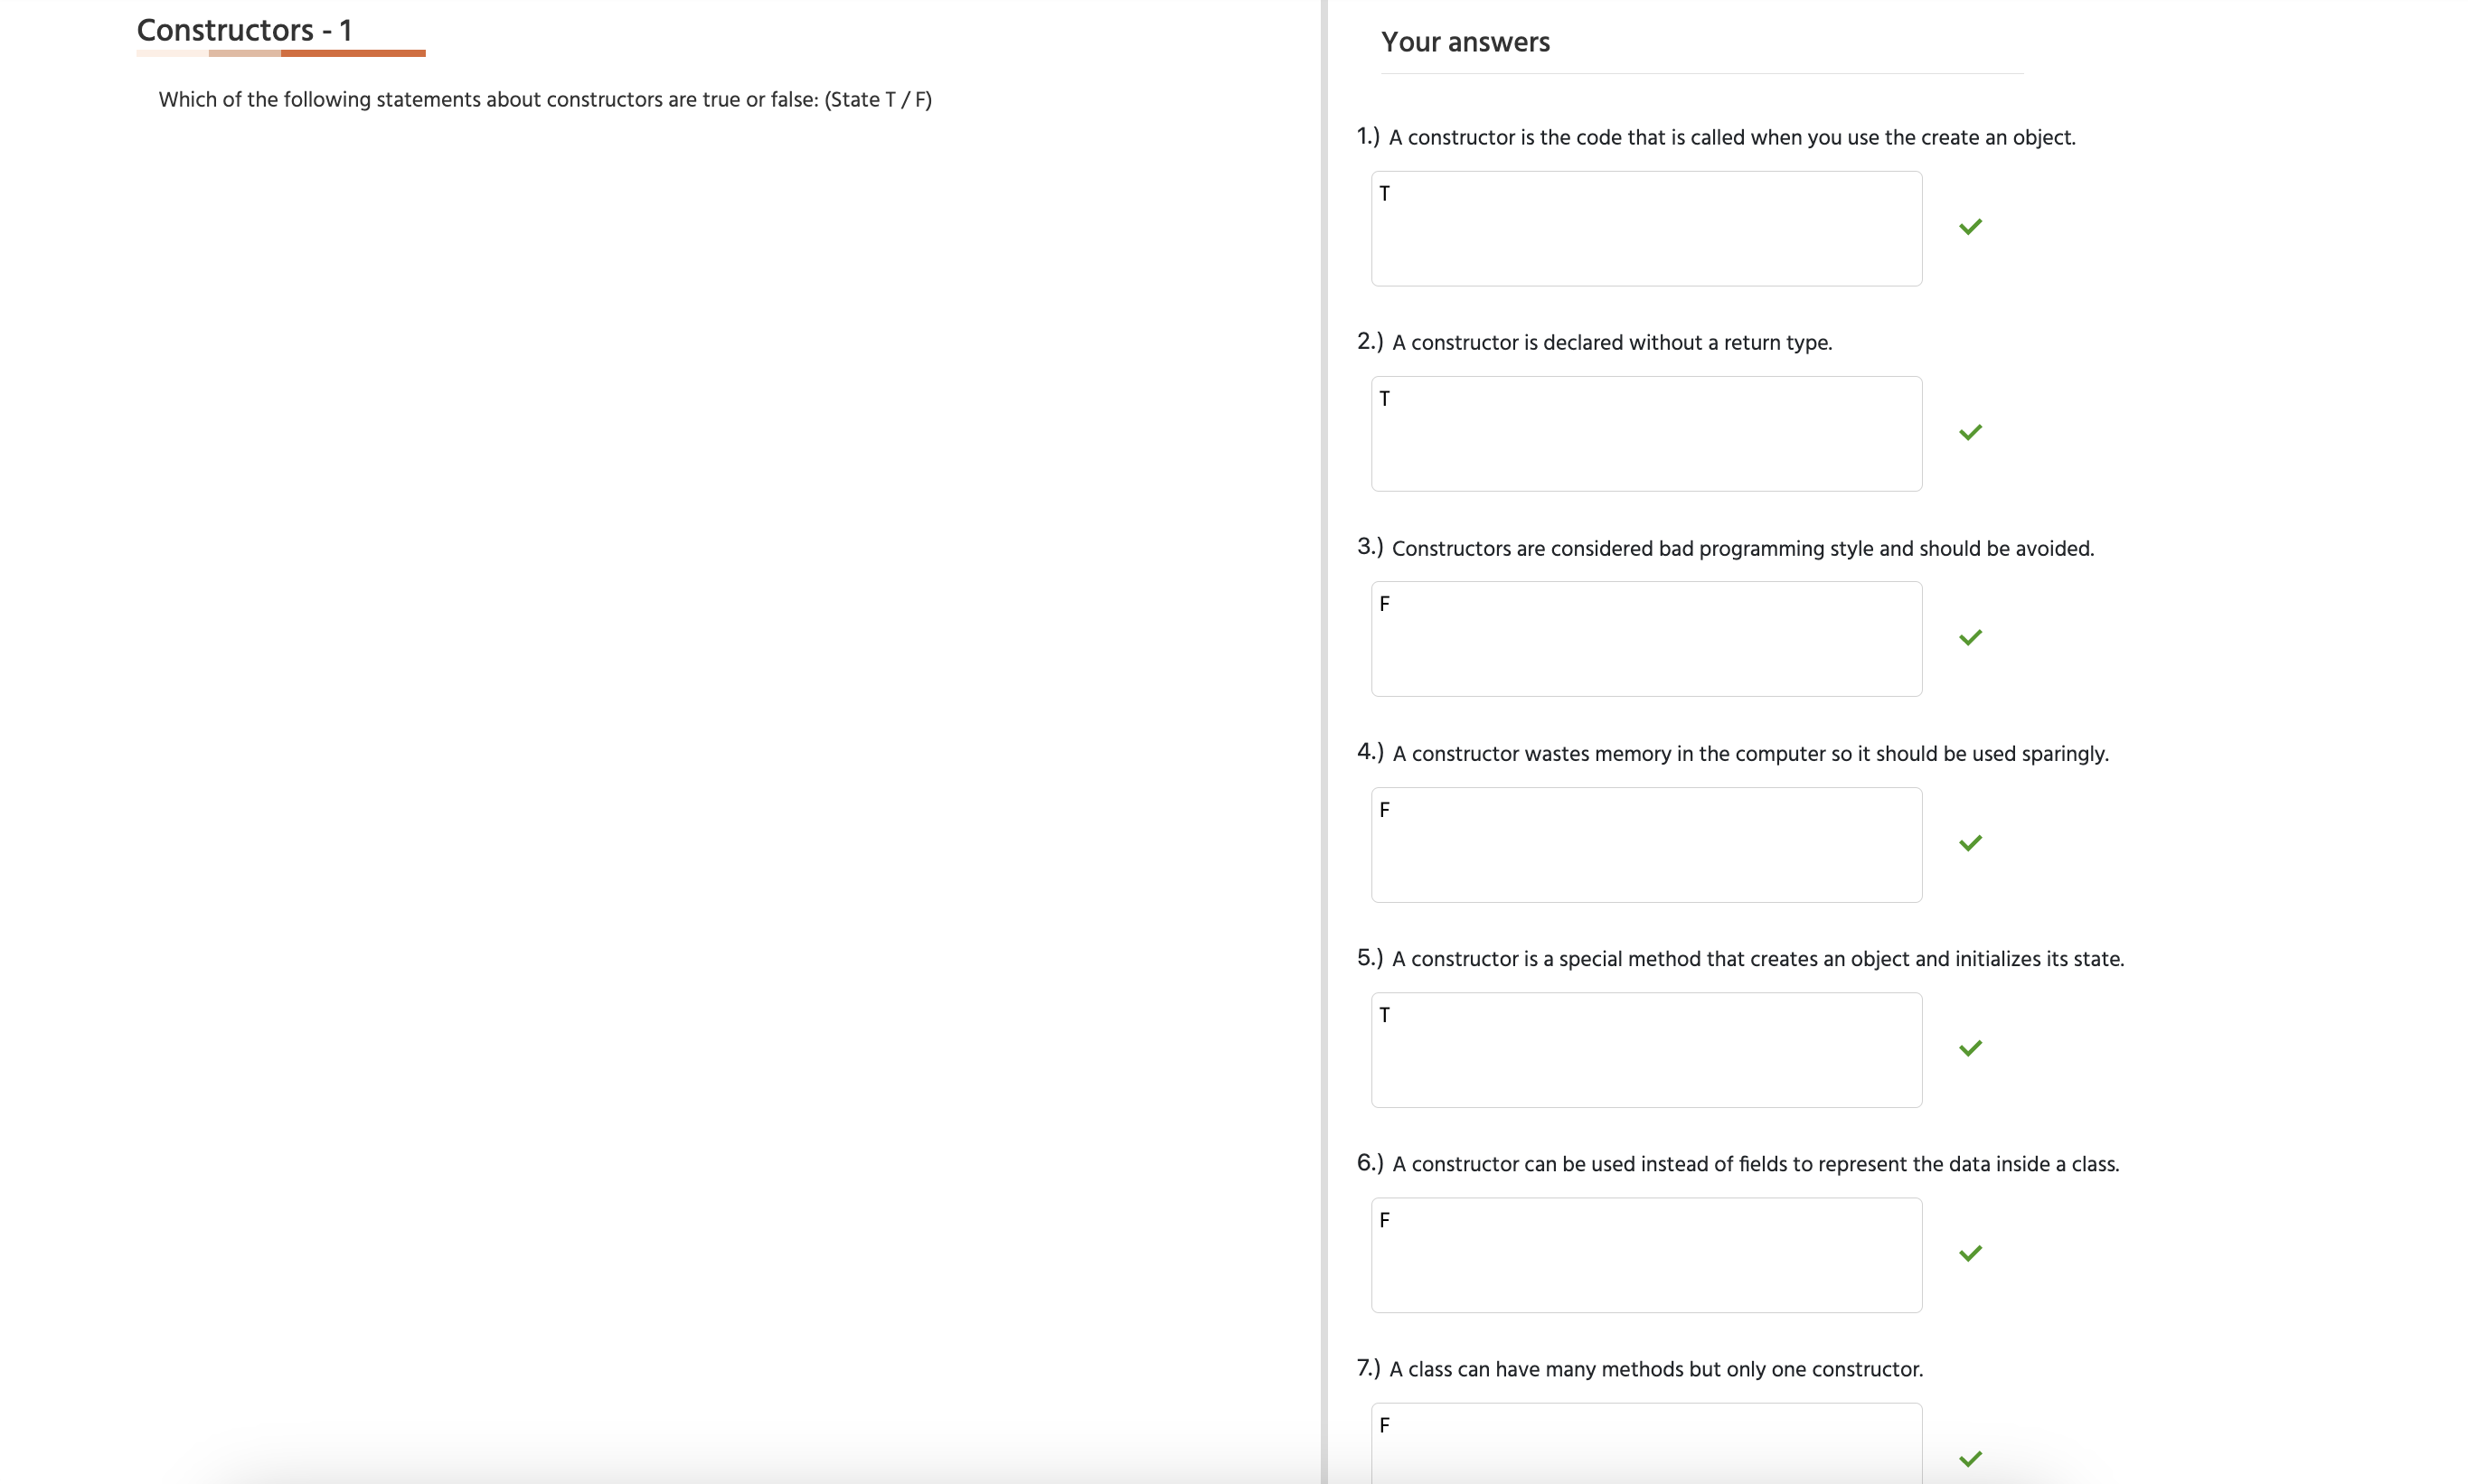 Constructors - 1
Which of the following statements about constructors are true or false: (State T / F)
Your answers
1.) A constructor is the code that is called when you use the create an object.
T
2.) A constructor is declared without a return type.
T
3.) Constructors are considered bad programming style and should be avoided.
F
4.) A constructor wastes memory in the computer so it should be used sparingly.
F
5.) A constructor is a special method that creates an object and initializes its state.
T
6.) A constructor can be used instead of fields to represent the data inside a class.
F
7.) A class can have many methods but only one constructor.
F